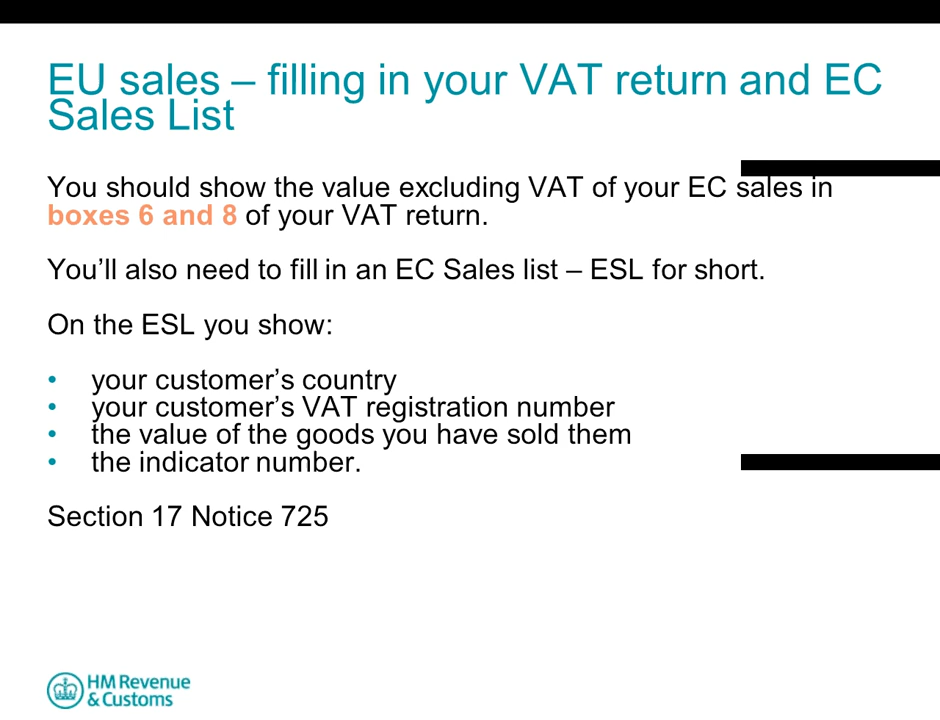 EU sales – filling in your VAT return and EC
Sales List
You should show the value excluding VAT of your EC sales in
boxes 6 and 8 of your VAT return.
You’ll also need to fill in an EC Sales list – ESL for short.
On the ESL you show:
• your customer’s country
• your customer’s VAT registration number
• the value of the goods you have sold them
• the indicator number.
Section 17 Notice 725
HM Revenue
& Customs